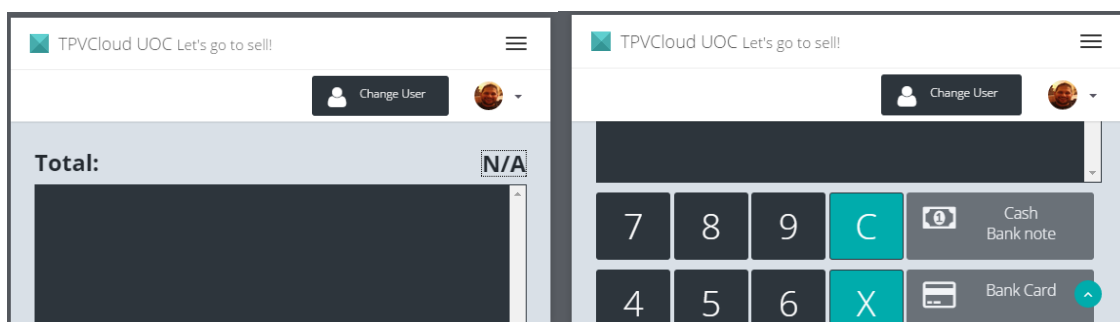 TPVCloud UOC Let's go to sell!
Change User
Total: N/A
TPVCloud UOC Let's go to sell!
Change User
7 8 9 C Cash
Bank note
4 5 6 X Bank Card